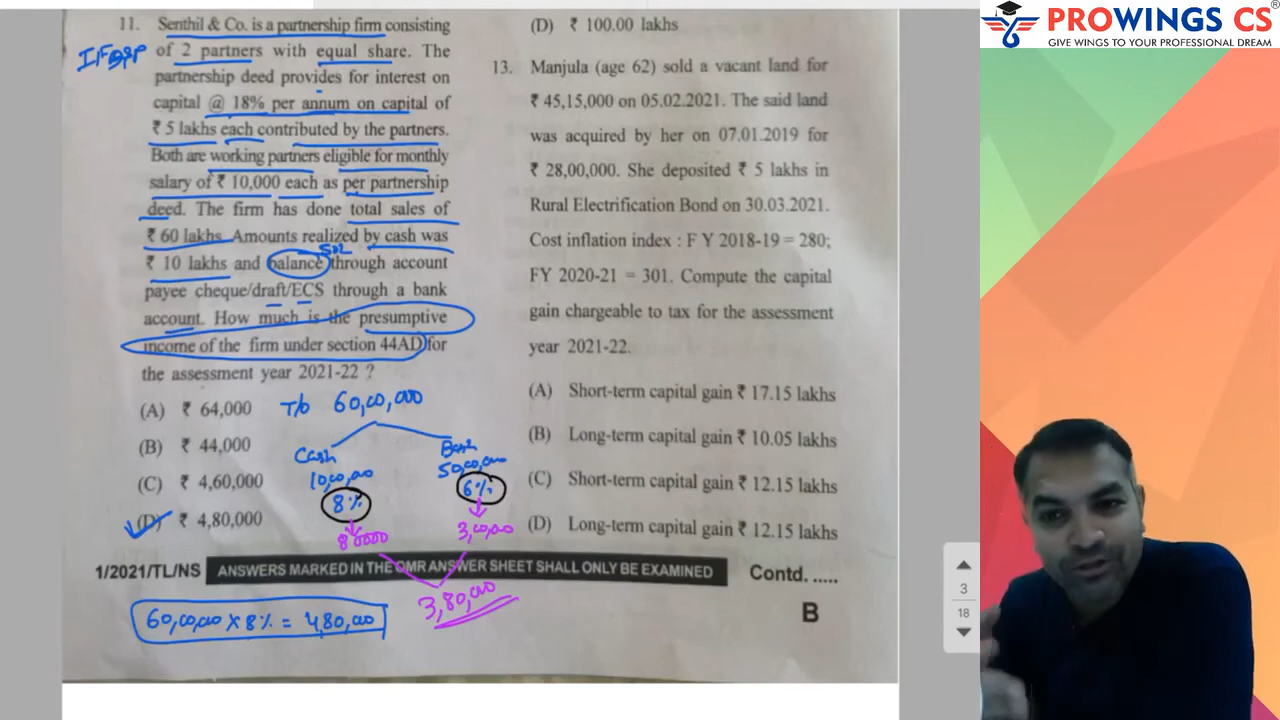 11. Senthil & Co. is a partnership firm consisting
of 2 partners with equal share. The
partnership deed provides for interest on
capital @ 18% per annum on capital of
₹ 5 lakhs each contributed by the partners.
Both are working partners eligible for monthly
salary of ₹ 10,000 each as per partnership
deed. The firm has done total sales of
₹ 60 lakhs. Amounts realized by cash was
₹ 10 lakhs and balance through account
payee cheque/draft/ECS through a bank
account. How much is the presumptive
income of the firm under section 44AD for
the assessment year 2021-22 ?
(A) ₹ 64,000
(B) ₹ 44,000
(C) ₹ 4,60,000
(D) ₹ 4,80,000
T/o 60,00,000
Cash
10,00,000
8%
80000
Bank
50,00,000
6%
3,00,000
3,80,000
60,00,000 x 8% = 4,80,000
(D) ₹ 100.00 lakhs
13. Manjula (age 62) sold a vacant land for
₹ 45,15,000 on 05.02.2021. The said land
was acquired by her on 07.01.2019 for
₹ 28,00,000. She deposited ₹ 5 lakhs in
Rural Electrification Bond on 30.03.2021.
Cost inflation index : F Y 2018-19 = 280;
FY 2020-21 = 301. Compute the capital
gain chargeable to tax for the assessment
year 2021-22.
(A) Short-term capital gain ₹ 17.15 lakhs
(B) Long-term capital gain ₹ 10.05 lakhs
(C) Short-term capital gain ₹ 12.15 lakhs
(D) Long-term capital gain ₹ 12.15 lakhs
1/2021/TL/NS ANSWERS MARKED IN THE OMR ANSWER SHEET SHALL ONLY BE EXAMINED Contd. .....
B
PROWINGS CS
GIVE WINGS TO YOUR PROFESSIONAL DREAM
3
18